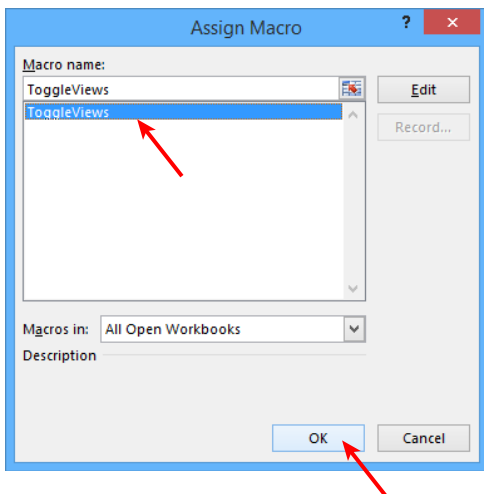 Assign Macro
?
×
Macro name:
ToggleViews
Edit
ToggleViews
Record...
Macros in: All Open Workbooks
Description
OK
Cancel